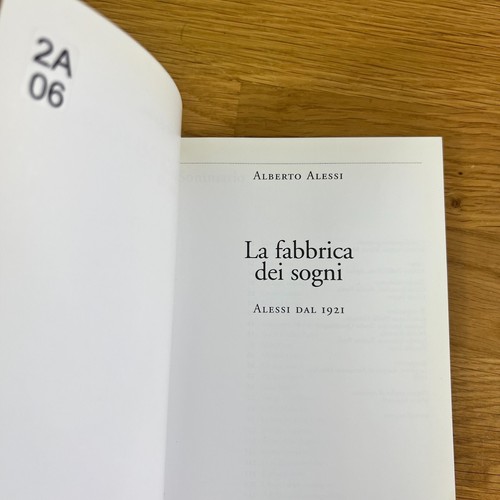 2A
06
Alberto Alessi
La fabbrica
dei sogni
Alessi dal 1921